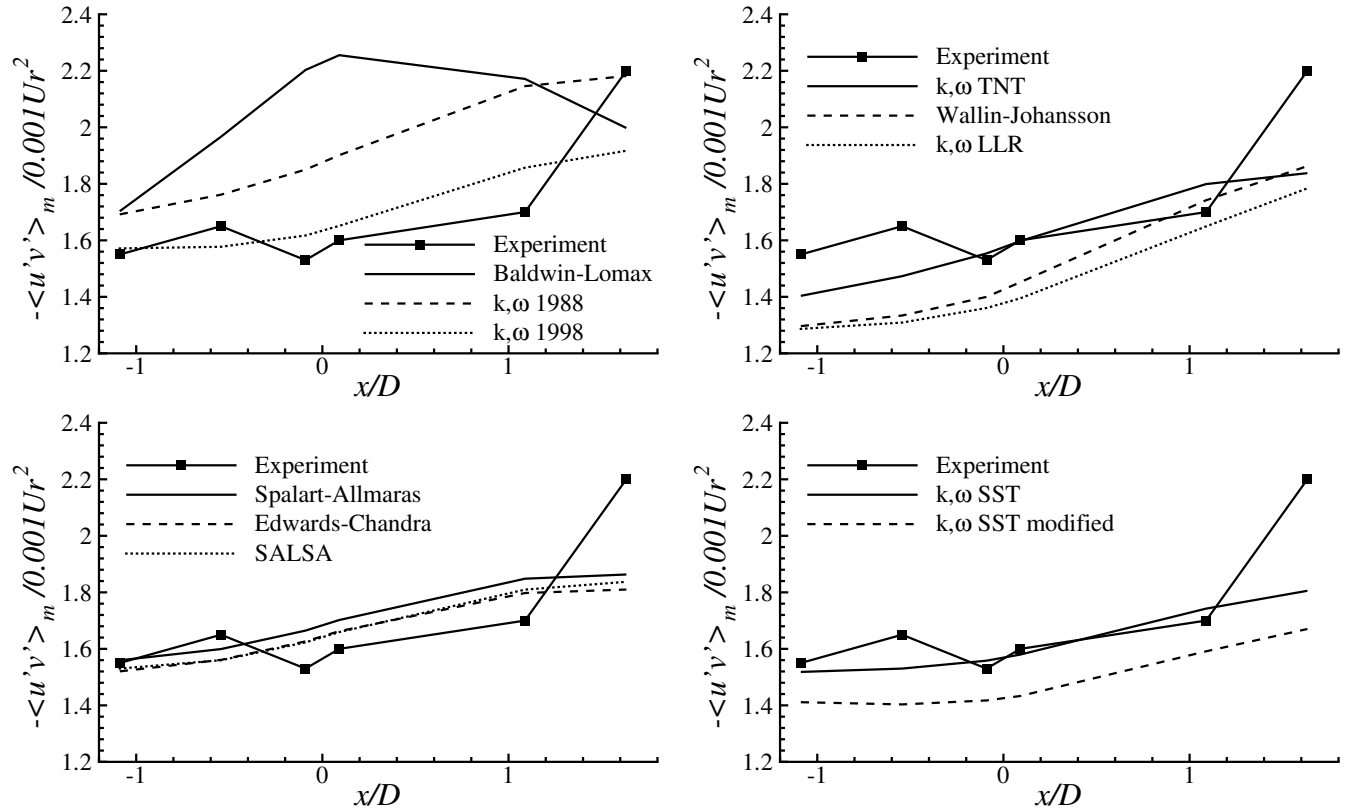 2.4
2.2
2
1.8
1.6
1.4
1.2
-<u'v'>m/0.001Ur²
-1
0
1
x/D
Experiment
Baldwin-Lomax
k,ω 1988
k,ω 1998
2.4
2.2
2
1.8
1.6
1.4
1.2
-<u'v'>m/0.001Ur²
-1
0
1
x/D
Experiment
k,ω TNT
Wallin-Johansson
k,ω LLR
2.4
2.2
2
1.8
1.6
1.4
1.2
-<u'v'>m/0.001Ur²
-1
0
1
x/D
Experiment
Spalart-Allmaras
Edwards-Chandra
SALSA
2.4
2.2
2
1.8
1.6
1.4
1.2
-<u'v'>m/0.001Ur²
-1
0
1
x/D
Experiment
k,ω SST
k,ω SST modified